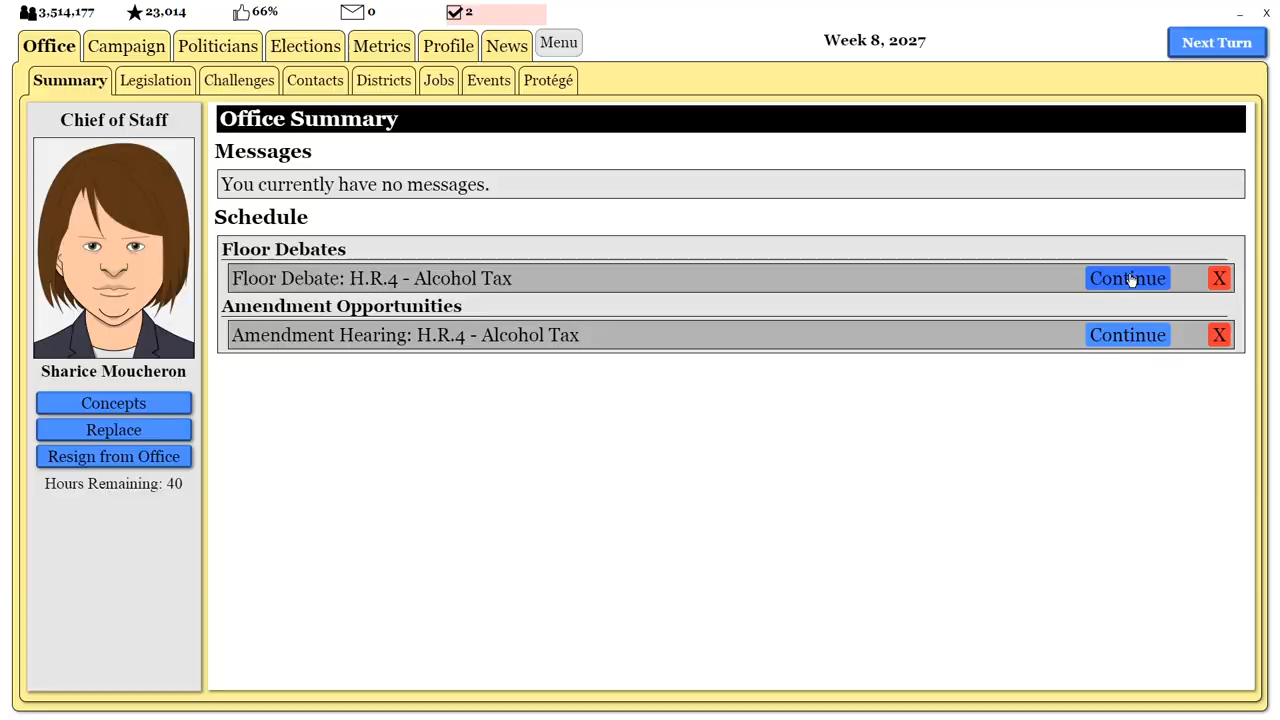 3,514,177 23,014 66% 0 2 _ X
Office Campaign Politicians Elections Metrics Profile News Menu Week 8, 2027 Next Turn
Summary Legislation Challenges Contacts Districts Jobs Events Protégé
Chief of Staff
Sharice Moucheron
Concepts
Replace
Resign from Office
Hours Remaining: 40
Office Summary
Messages
You currently have no messages.
Schedule
Floor Debates
Floor Debate: H.R.4 - Alcohol Tax Continue X
Amendment Opportunities
Amendment Hearing: H.R.4 - Alcohol Tax Continue X